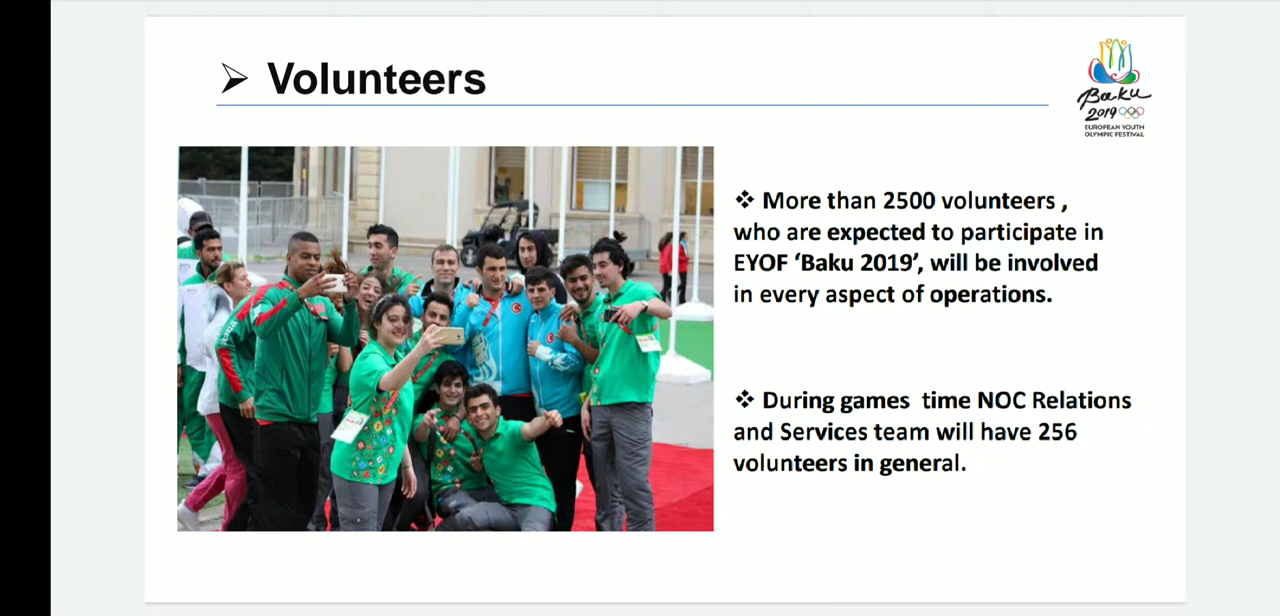 ➢ Volunteers
Baku
2019
EUROPEAN YOUTH
OLYMPIC FESTIVAL
❖ More than 2500 volunteers ,
who are expected to participate in
EYOF ‘Baku 2019’, will be involved
in every aspect of operations.
❖ During games time NOC Relations
and Services team will have 256
volunteers in general.